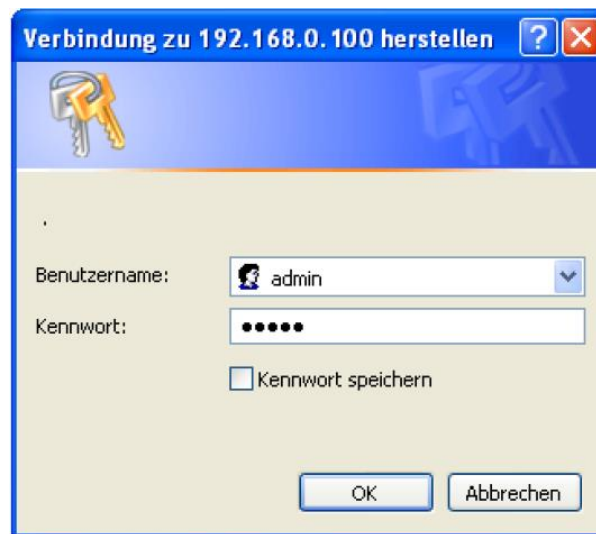 Verbindung zu 192.168.0.100 herstellen
.
Benutzername: admin
Kennwort: •••••
Kennwort speichern
OK Abbrechen